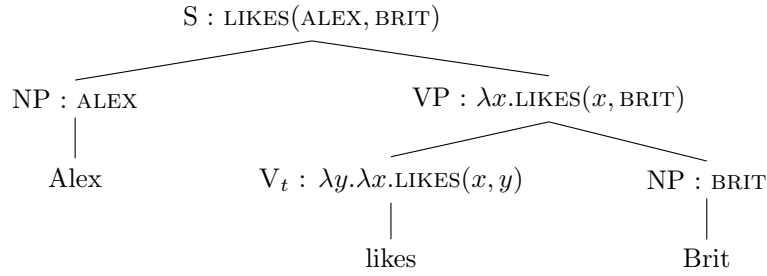 S : LIKES(ALEX, BRIT)
NP : ALEX VP : λx.LIKES(x, BRIT)
Alex V_t : λy.λx.LIKES(x, y) NP : BRIT
likes Brit